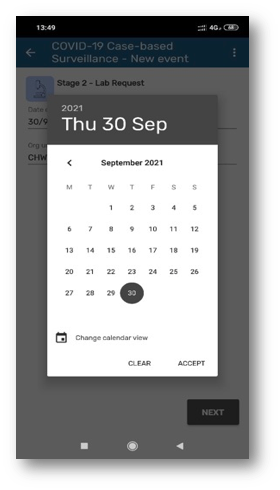 13:49
4G 48
COVID-19 Case-based
Surveillance - New event
Stage 2 - Lab Request
30/9
CHW
2021
Thu 30 Sep
September 2021
M T W T F S S
1 2 3 4 5
6 7 8 9 10 11 12
13 14 15 16 17 18 19
20 21 22 23 24 25 26
27 28 29 30
Change calendar view
CLEAR ACCEPT
NEXT